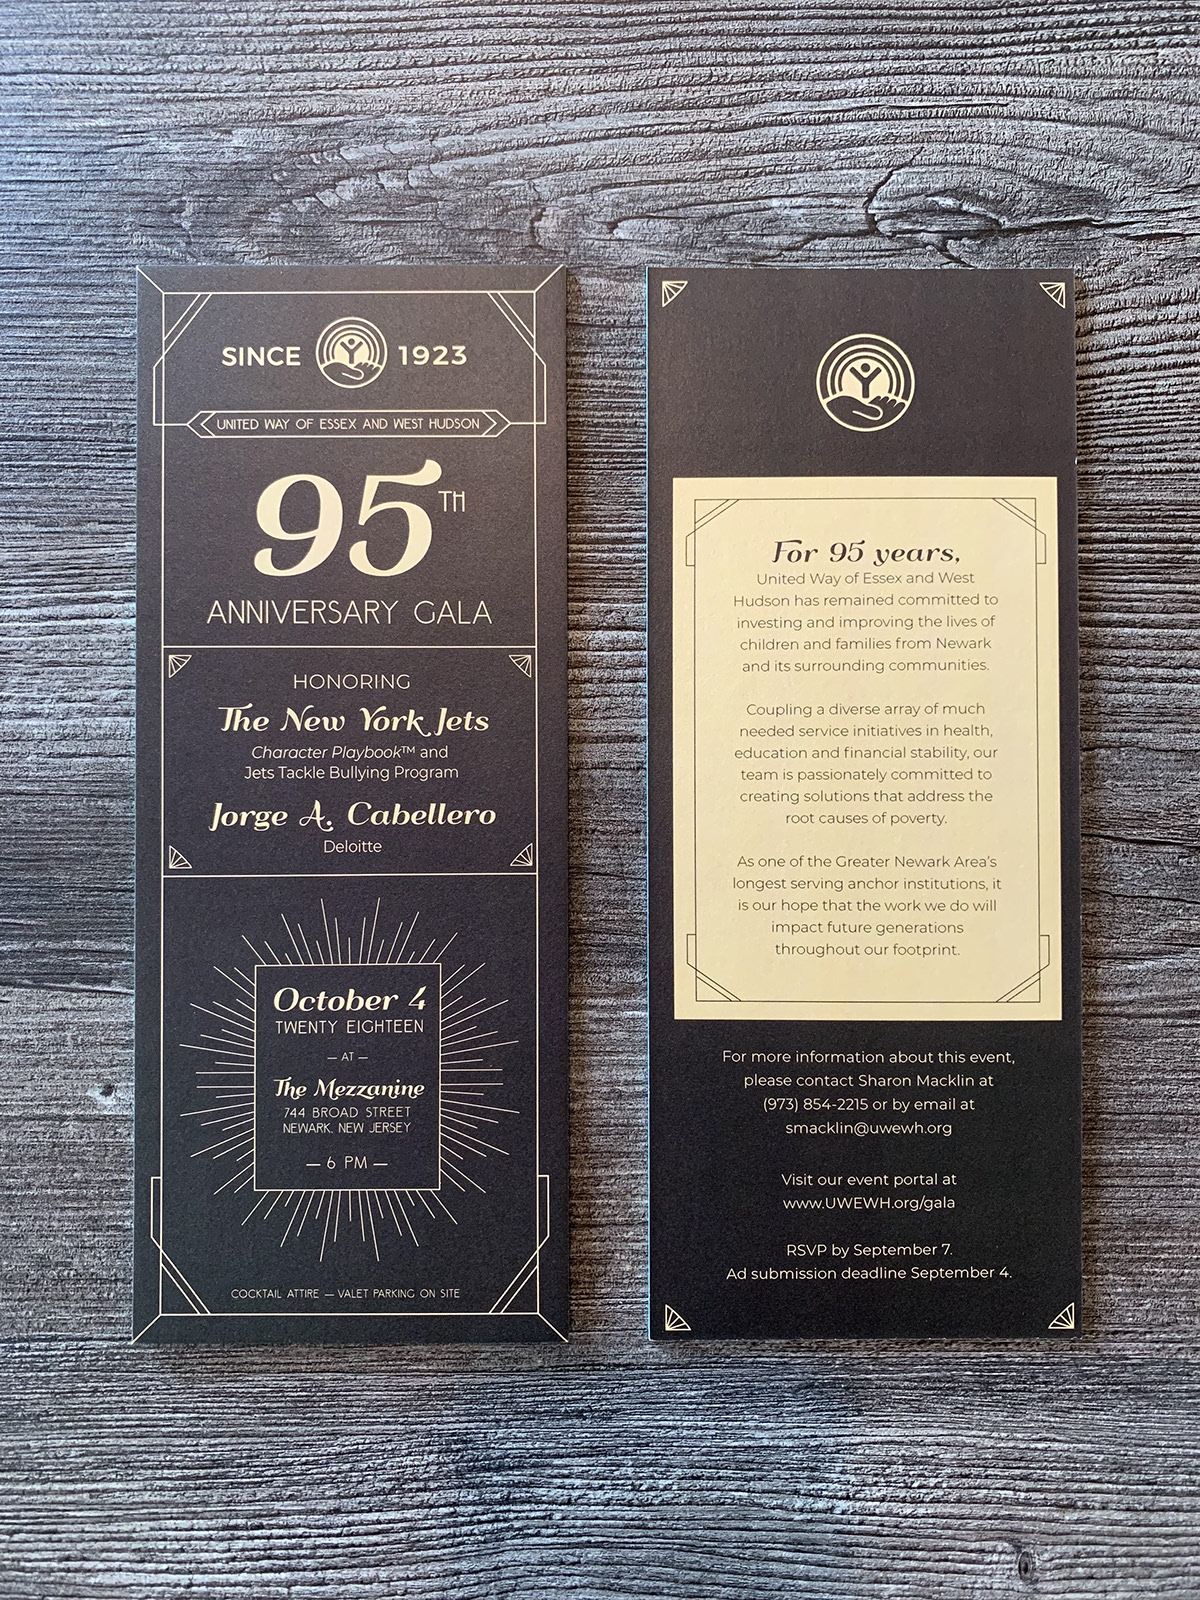 SINCE 1923
UNITED WAY OF ESSEX AND WEST HUDSON
95TH
ANNIVERSARY GALA
HONORING
The New York Jets
Character Playbook™ and
Jets Tackle Bullying Program
Jorge A. Cabellero
Deloitte
October 4
TWENTY EIGHTEEN
— AT —
The Mezzanine
744 BROAD STREET
NEWARK, NEW JERSEY
— 6 PM —
COCKTAIL ATTIRE — VALET PARKING ON SITE
For 95 years,
United Way of Essex and West
Hudson has remained committed to
investing and improving the lives of
children and families from Newark
and its surrounding communities.
Coupling a diverse array of much
needed service initiatives in health,
education and financial stability, our
team is passionately committed to
creating solutions that address the
root causes of poverty.
As one of the Greater Newark Area's
longest serving anchor institutions, it
is our hope that the work we do will
impact future generations
throughout our footprint.
For more information about this event,
please contact Sharon Macklin at
(973) 854-2215 or by email at
smacklin@uwewh.org
Visit our event portal at
www.UWEWH.org/gala
RSVP by September 7.
Ad submission deadline September 4.